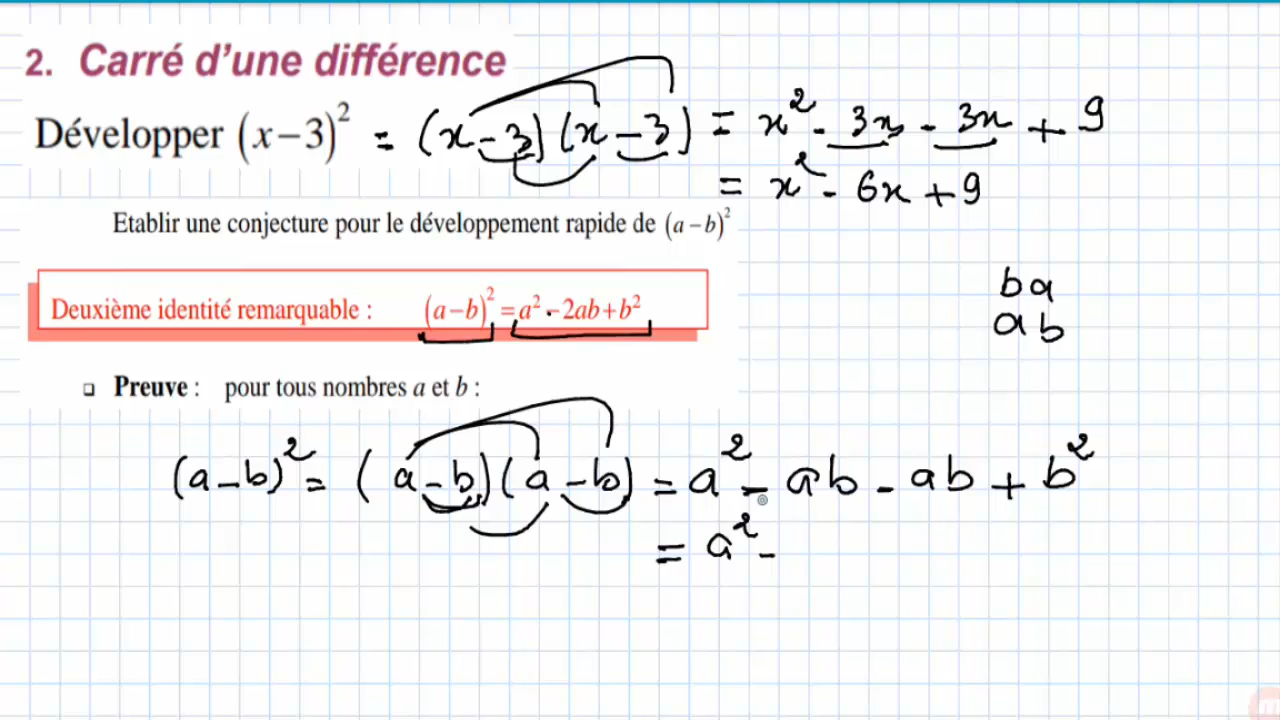 2. Carré d'une différence
Développer (x−3)² = (x−3)(x−3) = x² - 3x - 3x + 9
= x² - 6x + 9
Etablir une conjecture pour le développement rapide de (a−b)²
ba
Deuxième identité remarquable : (a−b)² = a² − 2ab + b²
ab
❑ Preuve : pour tous nombres a et b :
(a−b)² = (a−b)(a−b) = a² - ab - ab + b²
= a² -